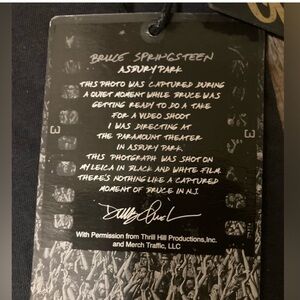 BRUCE SPRINGSTEEN
ASBURY PARK
THIS PHOTO WAS CAPTURED DURING
A QUIET MOMENT WHILE BRUCE WAS
GETTING READY TO DO A TAKE
FOR A VIDEO SHOOT
I WAS DIRECTING AT
THE PARAMOUNT THEATER
IN ASBURY PARK.
THIS PHOTOGRAPH WAS SHOT ON
MY LEICA IN BLACK AND WHITE FILM.
THERE'S NOTHING LIKE A CAPTURED
MOMENT OF BRUCE IN N.J.
With Permission from Thrill Hill Productions,Inc.
and Merch Traffic, LLC